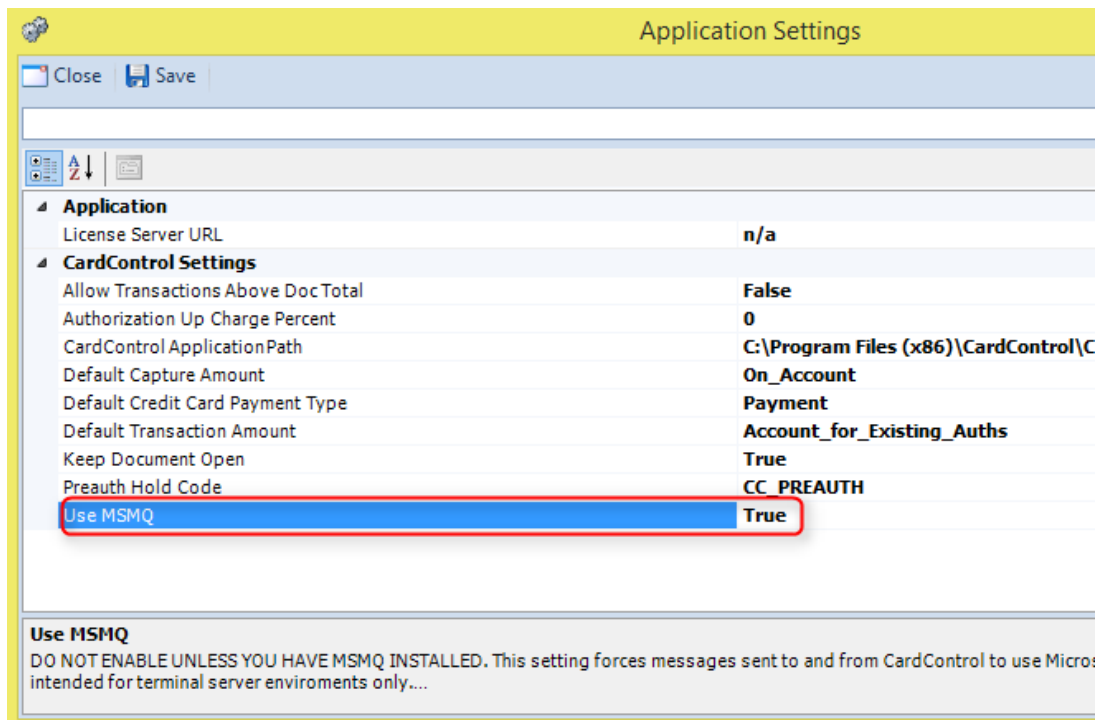 Application Settings
Close Save
Application
License Server URL n/a
CardControl Settings
Allow Transactions Above Doc Total False
Authorization Up Charge Percent 0
CardControl Application Path C:\Program Files (x86)\CardControl\C
Default Capture Amount On_Account
Default Credit Card Payment Type Payment
Default Transaction Amount Account_for_Existing_Auths
Keep Document Open True
Preauth Hold Code CC_PREAUTH
Use MSMQ True
Use MSMQ
DO NOT ENABLE UNLESS YOU HAVE MSMQ INSTALLED. This setting forces messages sent to and from CardControl to use Micros
intended for terminal server enviroments only....